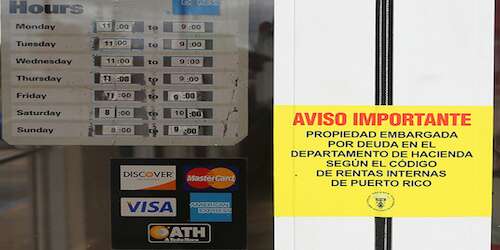 Hours
Monday 11:00 to 9:00
Tuesday 11:00 to 9:00
Wednesday 11:00 to 9:00
Thursday 11:00 to 9:00
Friday 11:00 to 9:00
Saturday 8:00 to 10:00
Sunday 8:00 to 9:00
DISCOVER MasterCard
VISA AMERICAN EXPRESS
ATH
A Toda Hora
AVISO IMPORTANTE
PROPIEDAD EMBARGADA
POR DEUDA EN EL
DEPARTAMENTO DE HACIENDA
SEGÚN EL CÓDIGO
DE RENTAS INTERNAS
DE PUERTO RICO